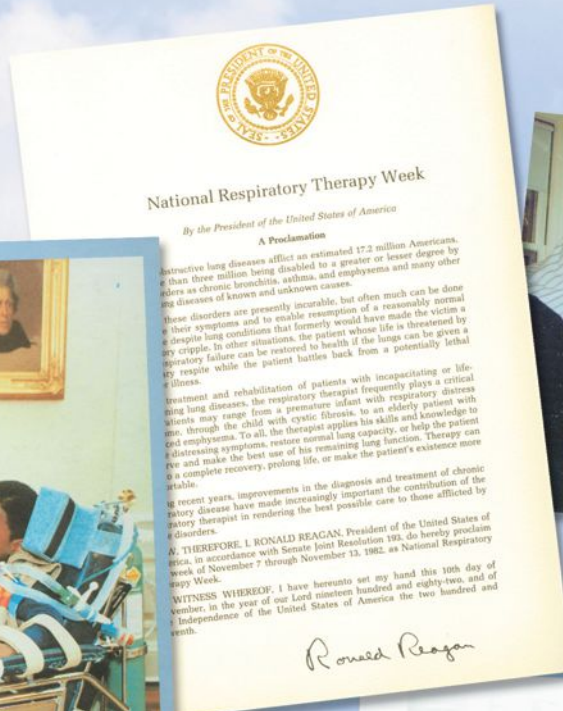 SEAL OF THE PRESIDENT OF THE UNITED STATES
National Respiratory Therapy Week
By the President of the United States of America
A Proclamation
bstructive lung diseases afflict an estimated 17.2 million Americans,
than three million being disabled to a greater or lesser degree by
rders as chronic bronchitis, asthma, and emphysema and many other
ng diseases of known and unknown causes.
hese disorders are presently incurable, but often much can be done
their symptoms and to enable resumption of a reasonably normal
despite lung conditions that formerly would have made the victim a
ry cripple. In other situations, the patient whose life is threatened by
spiratory failure can be restored to health if the lungs can be given a
ry respite while the patient battles back from a potentially lethal
illness.
treatment and rehabilitation of patients with incapacitating or life-
ning lung diseases, the respiratory therapist frequently plays a critical
atients may range from a premature infant with respiratory distress
me, through the child with cystic fibrosis, to an elderly patient with
ced emphysema. To all, the therapist applies his skills and knowledge to
distressing symptoms, restore normal lung capacity, or help the patient
rve and make the best use of his remaining lung function. Therapy can
o a complete recovery, prolong life, or make the patient's existence more
rtable.
g recent years, improvements in the diagnosis and treatment of chronic
ratory disease have made increasingly important the contribution of the
ratory therapist in rendering the best possible care to those afflicted by
disorders.
W, THEREFORE, I, RONALD REAGAN, President of the United States of
erica, in accordance with Senate Joint Resolution 193, do hereby proclaim
week of November 7 through November 13, 1982, as National Respiratory
rapy Week.
WITNESS WHEREOF, I have hereunto set my hand this 10th day of
vember, in the year of our Lord nineteen hundred and eighty-two, and of
Independence of the United States of America the two hundred and
venth.
Ronald Reagan